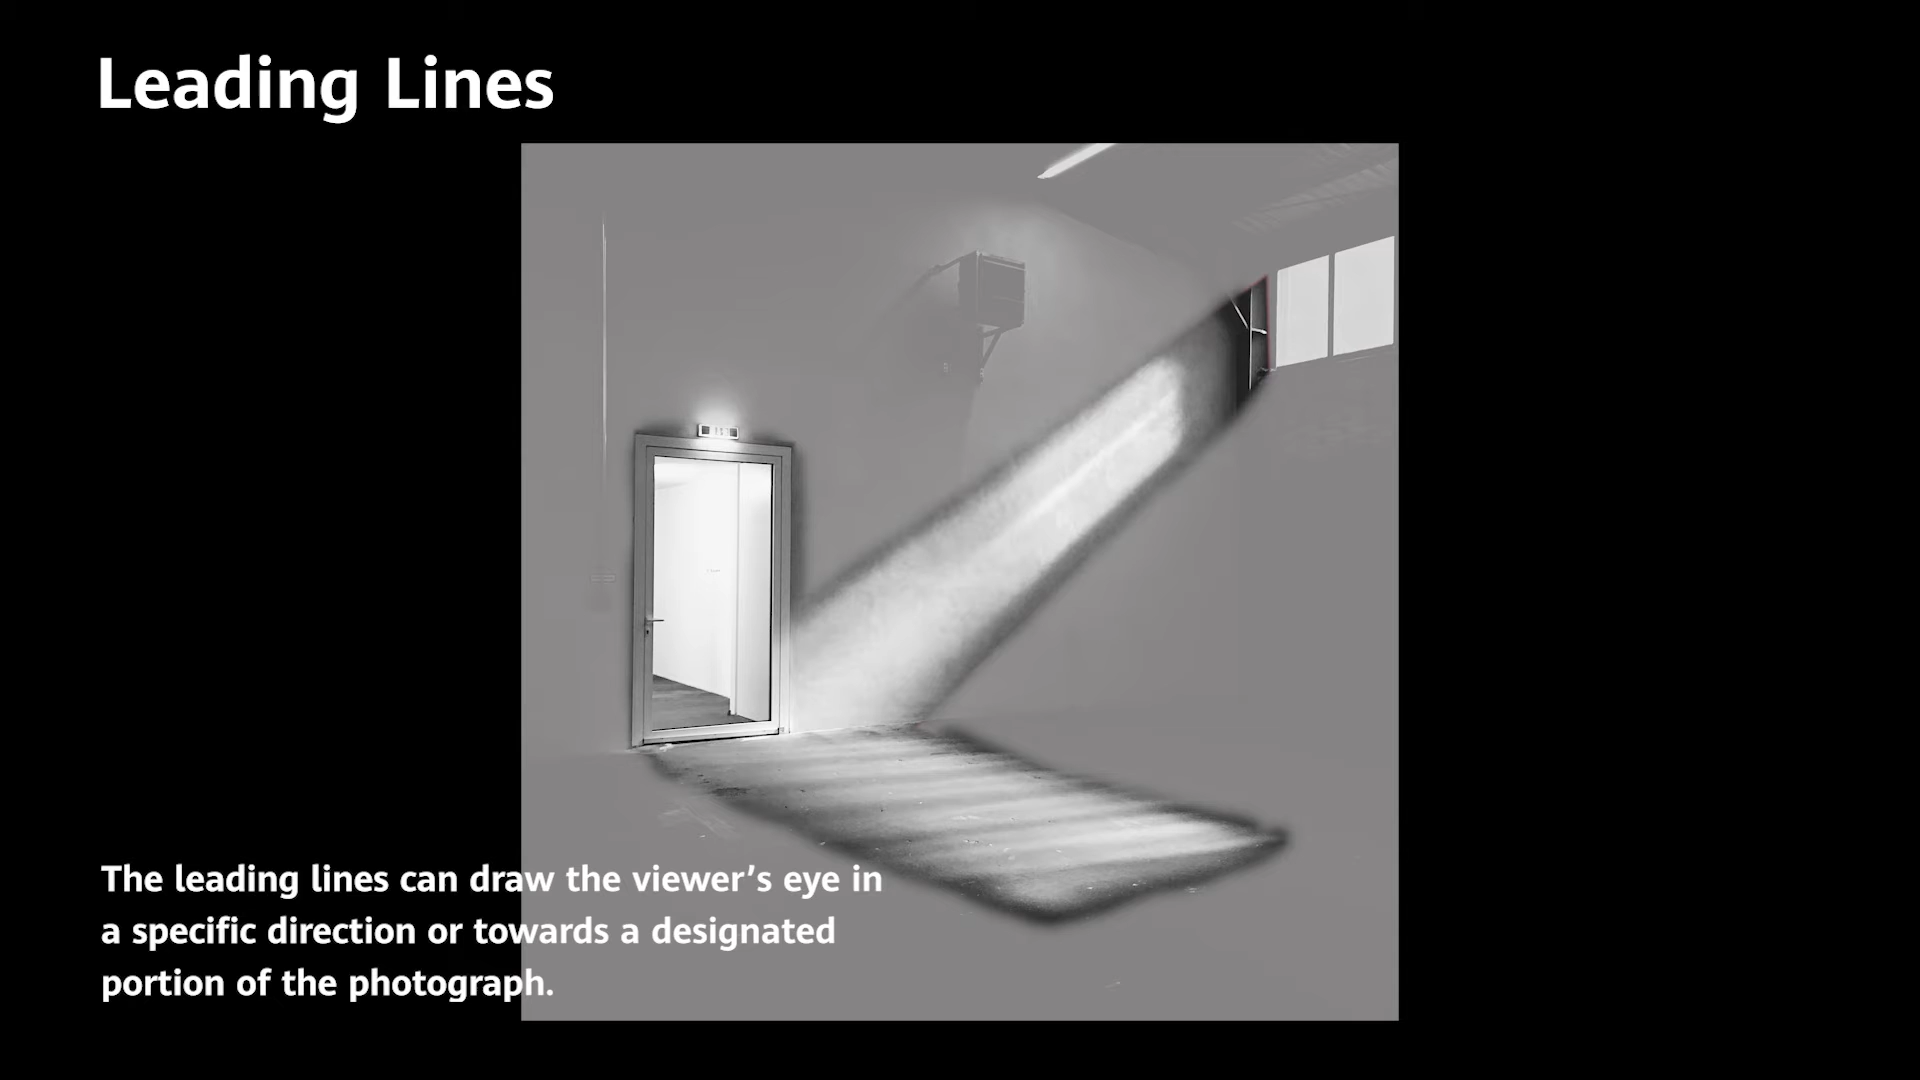 Leading Lines
The leading lines can draw the viewer’s eye in
a specific direction or towards a designated
portion of the photograph.